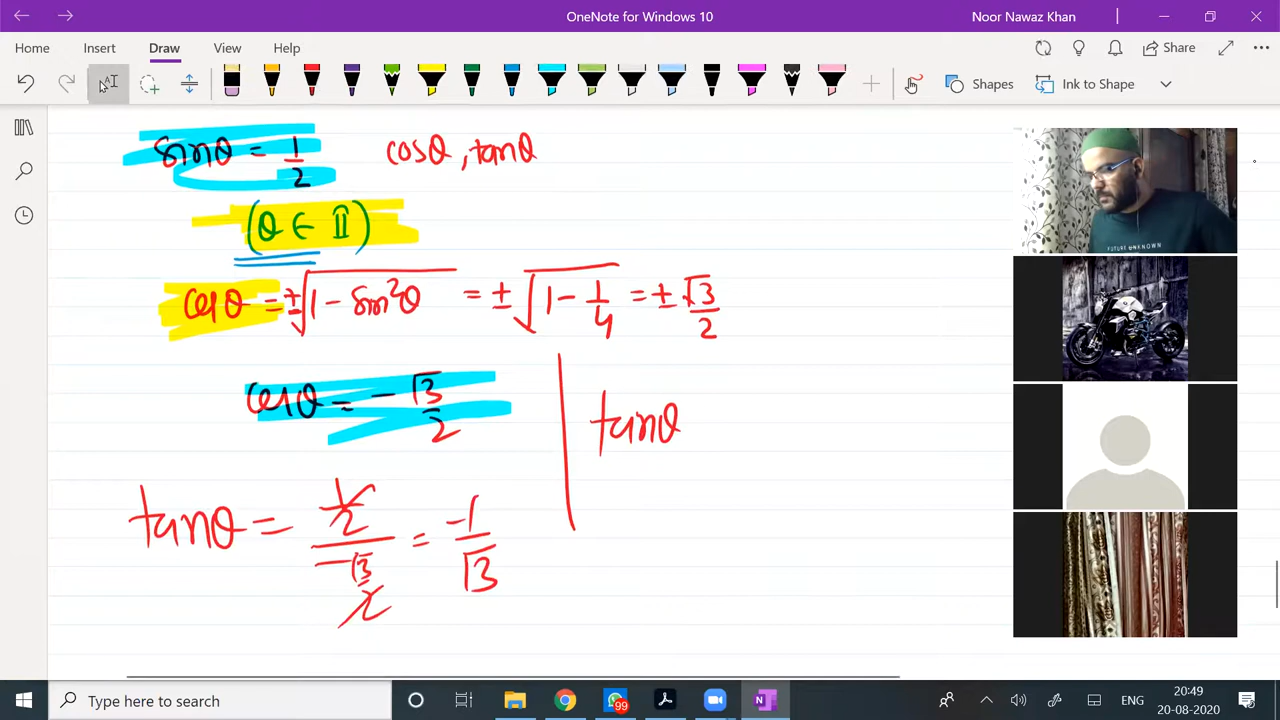 OneNote for Windows 10
Noor Nawaz Khan
Home Insert Draw View Help
Share
Shapes
Ink to Shape
sinθ = 1/2 cosθ, tanθ
(θ ∈ II)
cosθ = ±√(1 - sin²θ) = ±√(1 - 1/4) = ± √3/2
cosθ = - √3/2
tanθ
tanθ = (1/2)/(-√3/2) = -1/√3
FUTURE UNKNOWN
Type here to search
99
N
ENG
20:49
20-08-2020